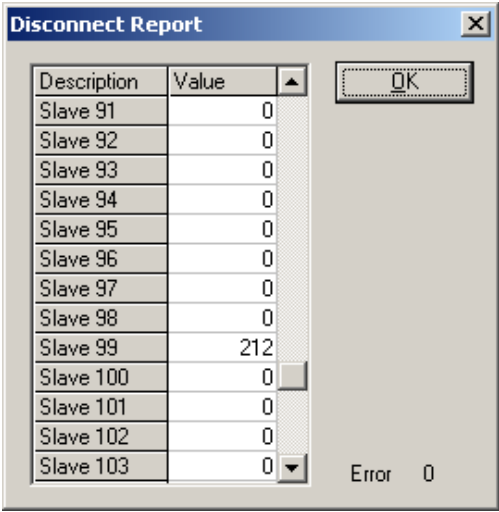 Disconnect Report
Description Value
OK
Slave 91 0
Slave 92 0
Slave 93 0
Slave 94 0
Slave 95 0
Slave 96 0
Slave 97 0
Slave 98 0
Slave 99 212
Slave 100 0
Slave 101 0
Slave 102 0
Slave 103 0
Error 0